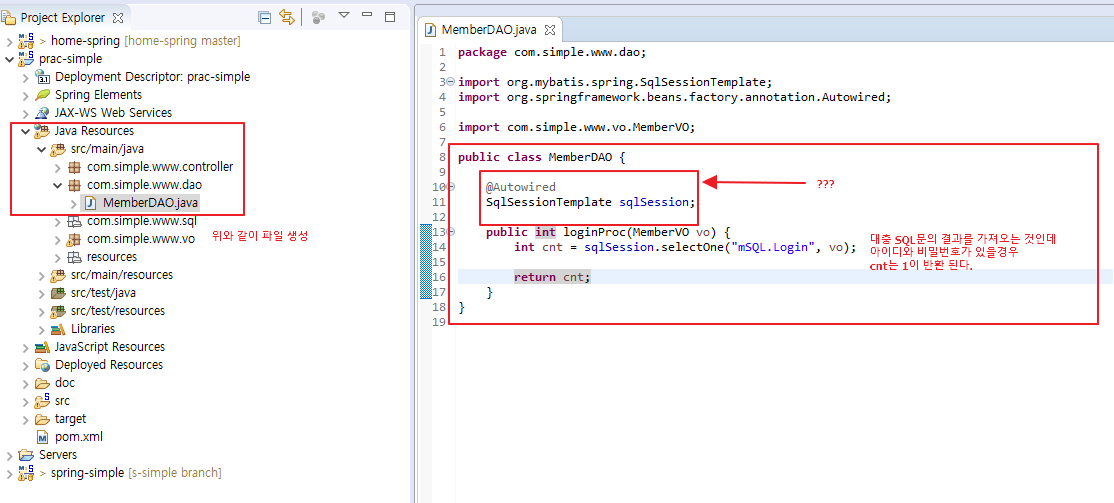 Project Explorer
> home-spring [home-spring master]
prac-simple
Deployment Descriptor: prac-simple
Spring Elements
JAX-WS Web Services
Java Resources
src/main/java
com.simple.www.controller
com.simple.www.dao
MemberDAO.java
com.simple.www.sql
com.simple.www.vo
위와 같이 파일 생성
resources
src/main/resources
src/test/java
src/test/resources
Libraries
JavaScript Resources
Deployed Resources
doc
src
target
pom.xml
Servers
> spring-simple [s-simple branch]
MemberDAO.java
1 package com.simple.www.dao;
2
3 import org.mybatis.spring.SqlSessionTemplate;
4 import org.springframework.beans.factory.annotation.Autowired;
5
6 import com.simple.www.vo.MemberVO;
7
8 public class MemberDAO {
9
10 @Autowired
11 SqlSessionTemplate sqlSession;
???
12
13 public int loginProc(MemberVO vo) {
14 int cnt = sqlSession.selectOne("mSQL.Login", vo);
15
16 return cnt;
17 }
18 }
19
대충 SQL문의 결과를 가져오는 것인데
아이디와 비밀번호가 있을경우
cnt는 1이 반환 된다.